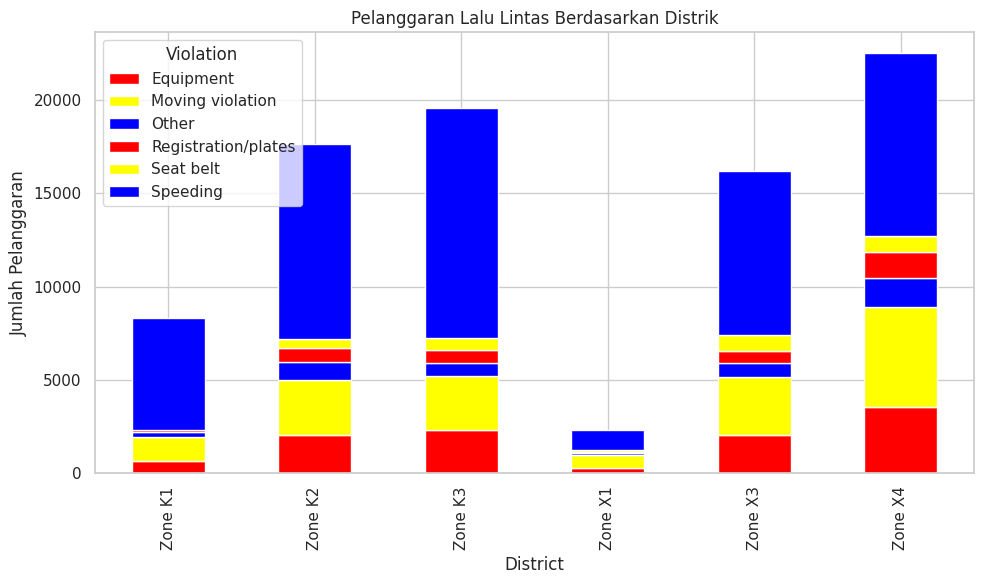 Pelanggaran Lalu Lintas Berdasarkan Distrik
Violation
Equipment
Moving violation
Other
Registration/plates
Seat belt
Speeding
Jumlah Pelanggaran
20000
15000
10000
5000
0
Zone K1
Zone K2
Zone K3
Zone X1
Zone X3
Zone X4
District